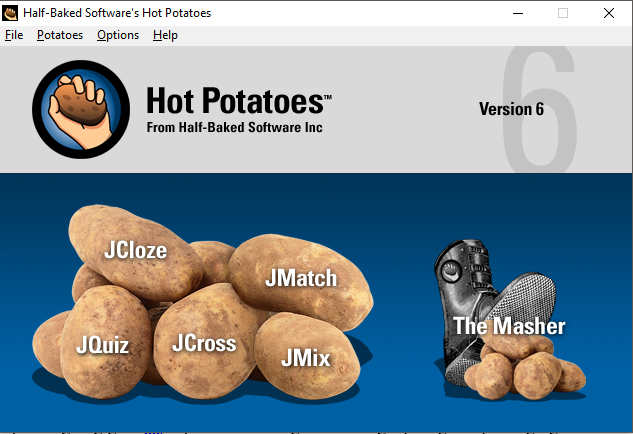 Half-Baked Software's Hot Potatoes
File Potatoes Options Help
Hot Potatoes™
From Half-Baked Software Inc
Version 6
6
JCloze
JMatch
JQuiz
JCross
JMix
The Masher